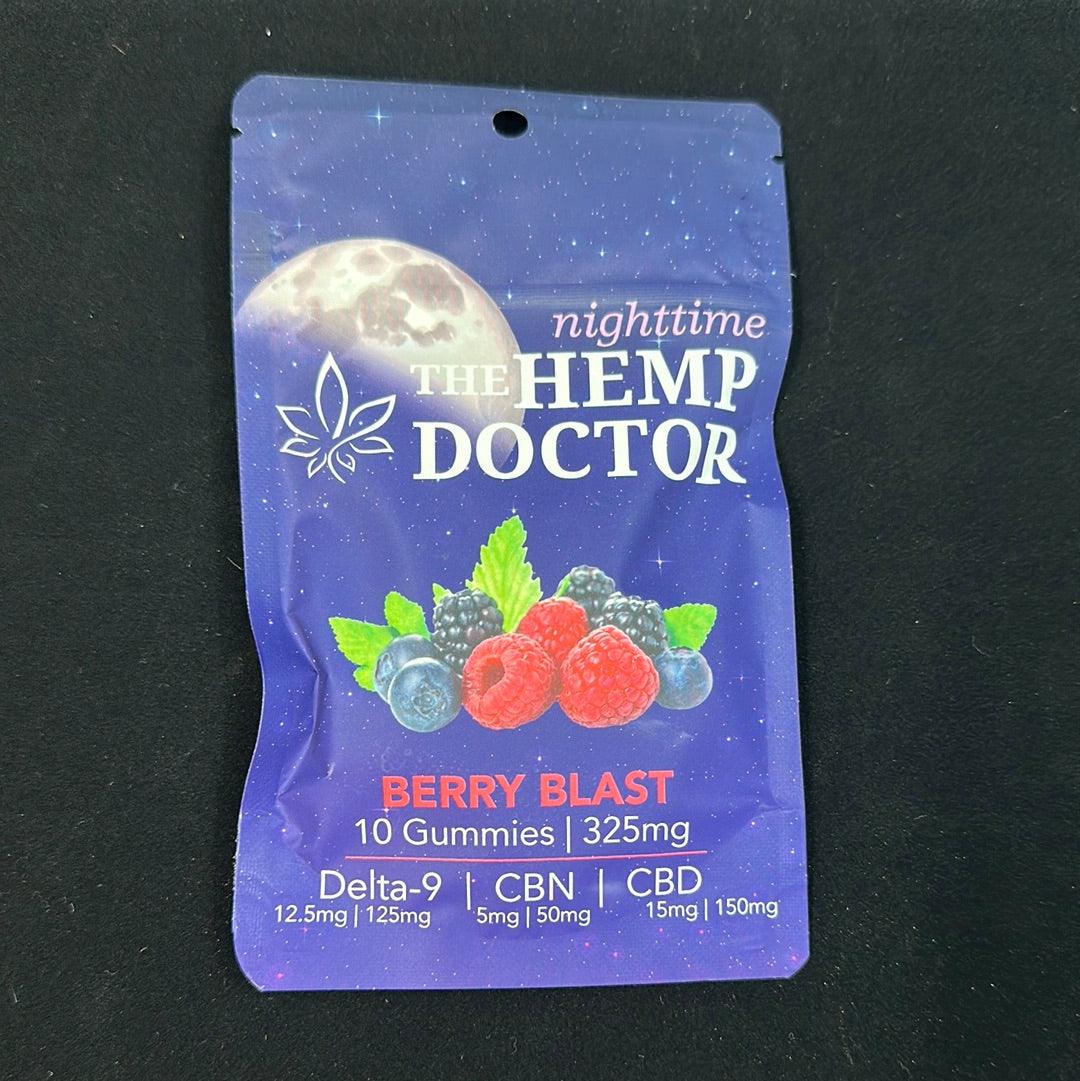 nighttime
THE HEMP
DOCTOR
BERRY BLAST
10 Gummies | 325mg
Delta-9 | CBN | CBD
12.5mg | 125mg 5mg | 50mg 15mg | 150mg